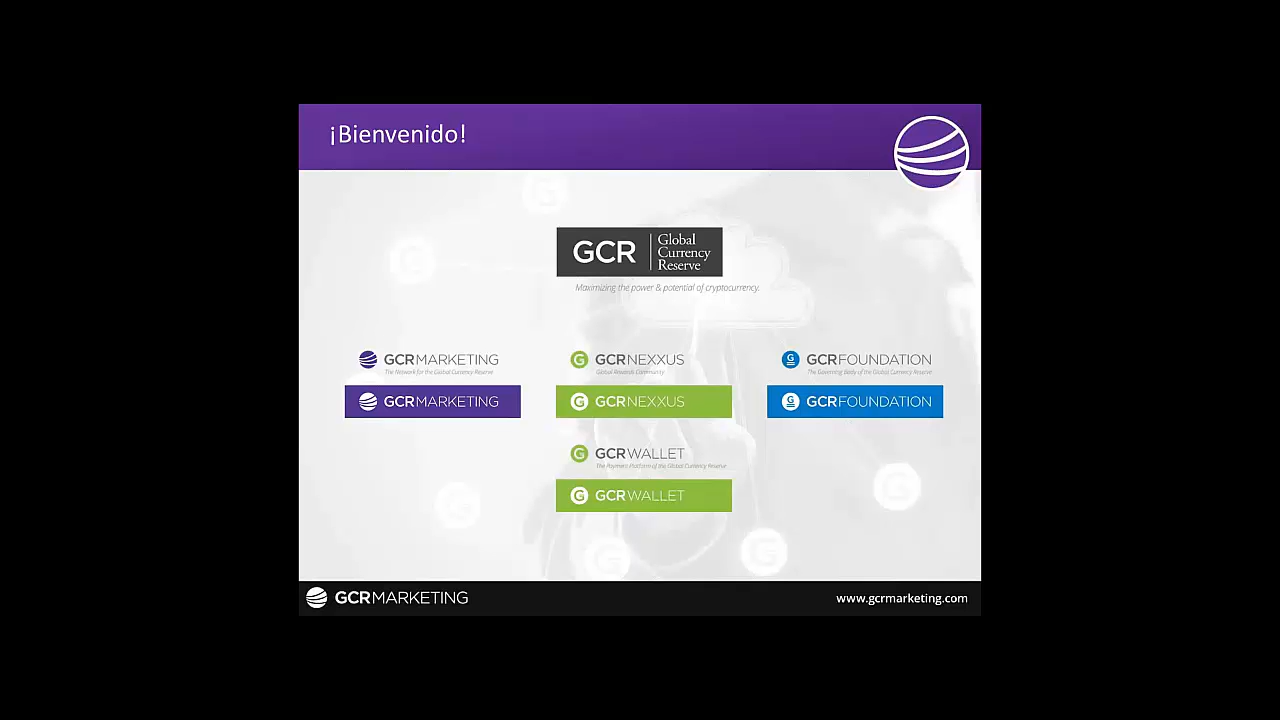 ¡Bienvenido!
GCR Global Currency Reserve
Maximizing the power & potential of cryptocurrency.
GCRMARKETING
The Network for the Global Currency Reserve
GCRMARKETING
GCRNEXXUS
Global Rewards Community
GCRNEXXUS
GCRFOUNDATION
The Governing Body of the Global Currency Reserve
GCRFOUNDATION
GCRWALLET
The Payment Platform of the Global Currency Reserve
GCRWALLET
GCRMARKETING
www.gcrmarketing.com